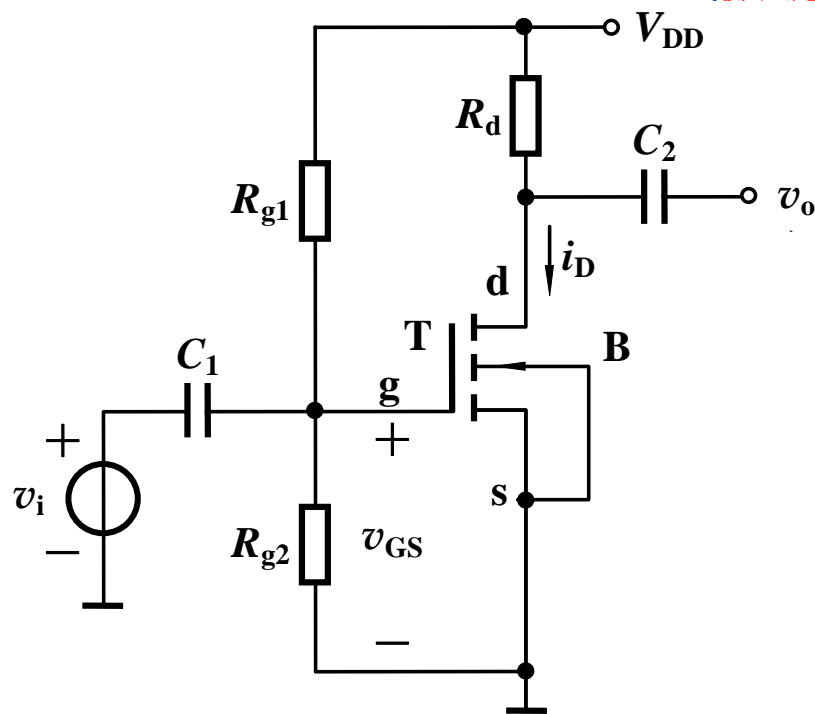 V_DD
R_d
C_2
R_g1
v_o
i_D
d
T
B
C_1
g
+
+
v_i
s
−
R_g2
v_GS
−